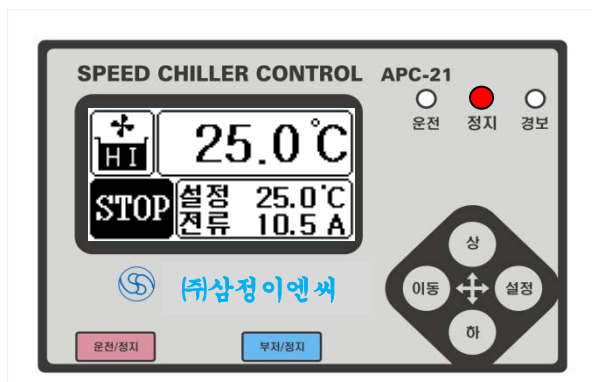 SPEED CHILLER CONTROL APC-21
운전 정지 경보
HI
25.0℃
STOP
설정 25.0℃
전류 10.5 A
상
이동 설정
하
㈜삼정이엔씨
운전/정지 부저/정지